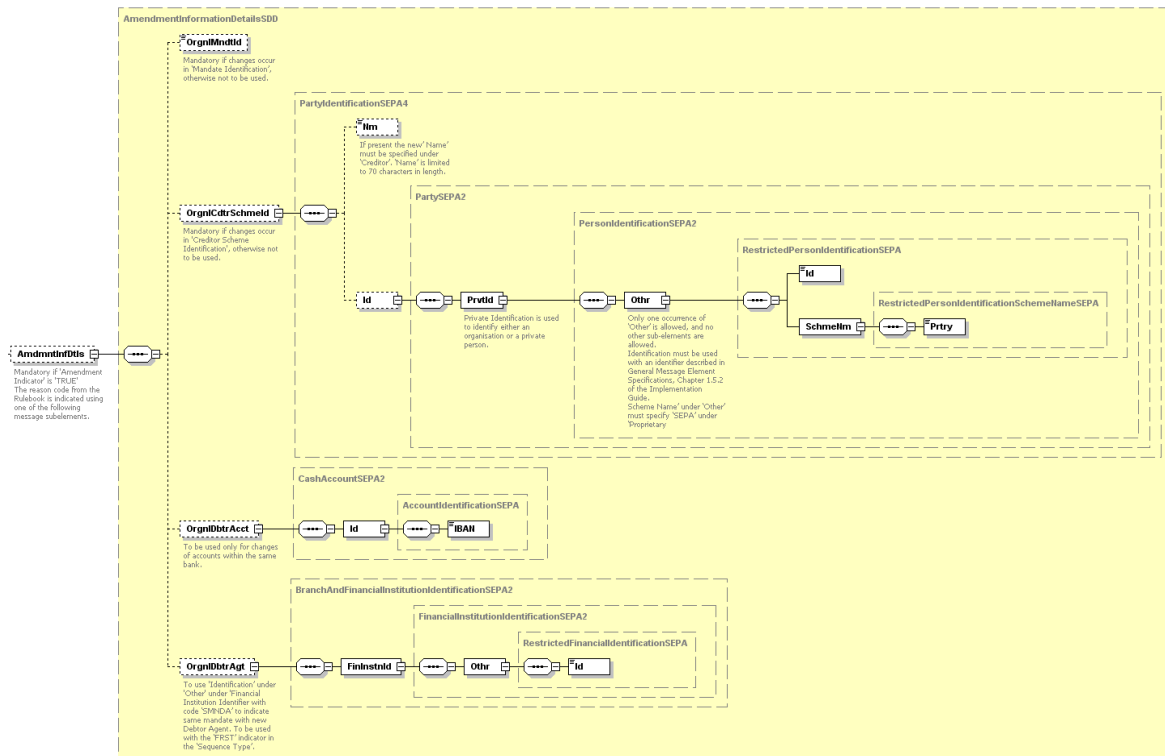 AmendmentInformationDetailsSDD
OrgnlMndtId
Mandatory if changes occur
in 'Mandate Identification',
otherwise not to be used.
PartyIdentificationSEPA4
Nm
If present the new' Name'
must be specified under
'Creditor'. 'Name' is limited
to 70 characters in length.
PartySEPA2
PersonIdentificationSEPA2
RestrictedPersonIdentificationSEPA
OrgnlCdtrSchmeId
Mandatory if changes occur
in 'Creditor Scheme
Identification', otherwise not
to be used.
Id
RestrictedPersonIdentificationSchemeNameSEPA
Id
PrvtId
Private Identification is used
to identify either an
organisation or a private
person.
Othr
Only one occurrence of
'Other' is allowed, and no
other sub-elements are
allowed.
Identification must be used
with an identifier described in
General Message Element
Specifications, Chapter 1.5.2
of the Implementation
Guide.
Scheme Name' under 'Other'
must specify 'SEPA' under
'Proprietary
SchmeNm
Prtry
AmdmntInfDtls
Mandatory if 'Amendment
Indicator' is 'TRUE'
The reason code from the
Rulebook is indicated using
one of the following
message subelements.
CashAccountSEPA2
AccountIdentificationSEPA
OrgnlDbtrAcct
To be used only for changes
of accounts within the same
bank.
Id
IBAN
BranchAndFinancialInstitutionIdentificationSEPA2
FinancialInstitutionIdentificationSEPA2
RestrictedFinancialIdentificationSEPA
OrgnlDbtrAgt
To use 'Identification' under
'Other' under 'Financial
Institution Identifier with
code 'SMNDA' to indicate
same mandate with new
Debtor Agent. To be used
with the 'FRST' indicator in
the 'Sequence Type'.
FinInstnId
Othr
Id